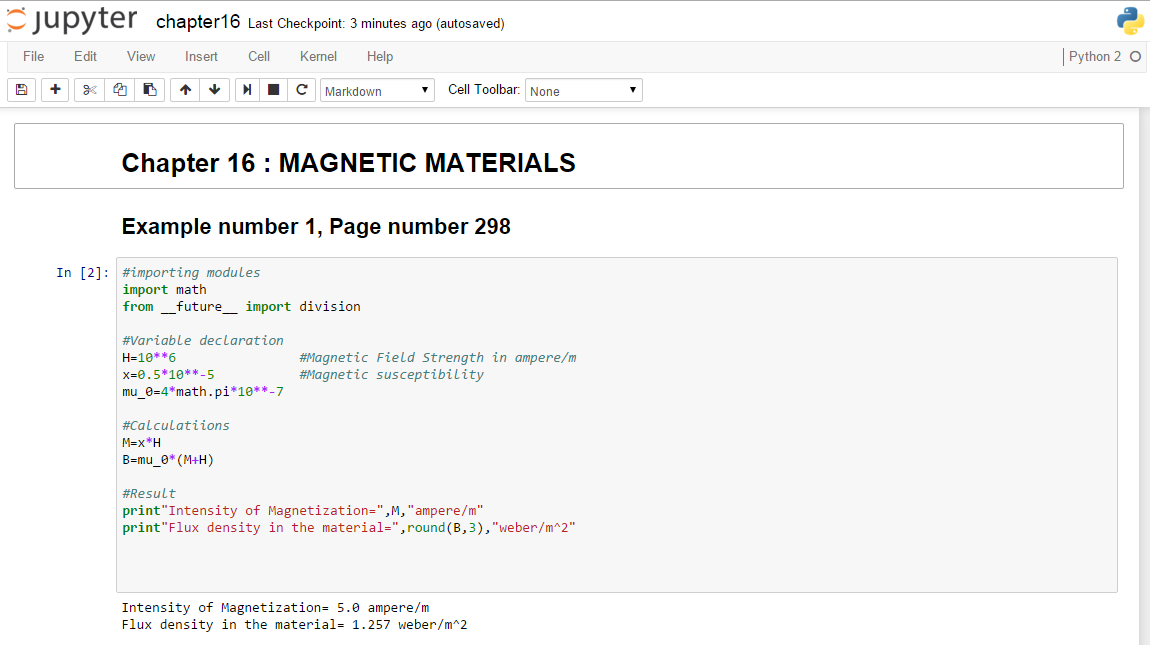 jupyter chapter16 Last Checkpoint: 3 minutes ago (autosaved)
File Edit View Insert Cell Kernel Help Python 2
Markdown Cell Toolbar: None
Chapter 16 : MAGNETIC MATERIALS
Example number 1, Page number 298
In [2]:
#importing modules
import math
from __future__ import division
#Variable declaration
H=10**6 #Magnetic Field Strength in ampere/m
x=0.5*10**-5 #Magnetic susceptibility
mu_0=4*math.pi*10**-7
#Calculatiions
M=x*H
B=mu_0*(M+H)
#Result
print"Intensity of Magnetization=",M,"ampere/m"
print"Flux density in the material=",round(B,3),"weber/m^2"
Intensity of Magnetization= 5.0 ampere/m
Flux density in the material= 1.257 weber/m^2